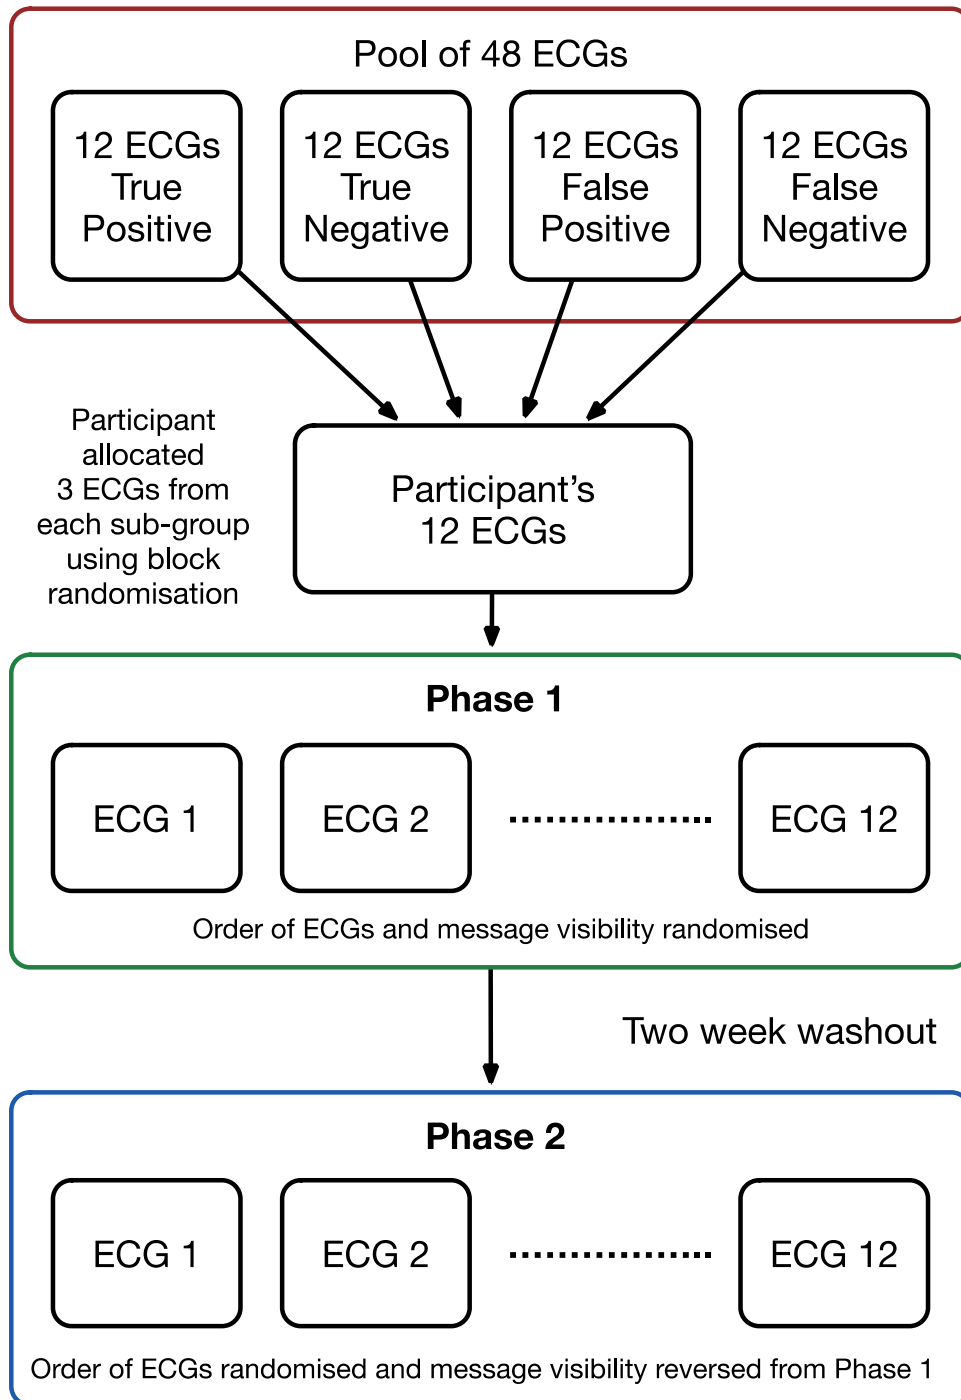 Pool of 48 ECGs
12 ECGs
True
Positive
12 ECGs
True
Negative
12 ECGs
False
Positive
12 ECGs
False
Negative
Participant
allocated
3 ECGs from
each sub-group
using block
randomisation
Participant’s
12 ECGs
Phase 1
ECG 1
ECG 2
ECG 12
Order of ECGs and message visibility randomised
Two week washout
Phase 2
ECG 1
ECG 2
ECG 12
Order of ECGs randomised and message visibility reversed from Phase 1